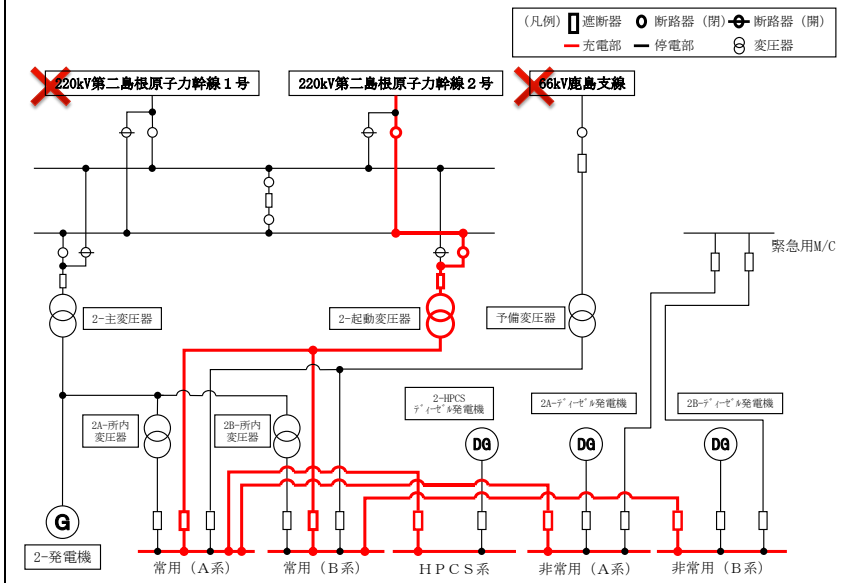 (凡例) 遮断器 断路器(閉) 断路器(開)
充電部 停電部 変圧器
220kV第二島根原子力幹線1号
220kV第二島根原子力幹線2号
66kV鹿島支線
緊急用M/C
2-主変圧器
2-起動変圧器
予備変圧器
2A-所内
変圧器
2B-所内
変圧器
2-HPCS
ディーゼル発電機
2A-ディーゼル発電機
2B-ディーゼル発電機
DG
DG
DG
G
2-発電機
常用(A系)
常用(B系)
HPCS系
非常用(A系)
非常用(B系)